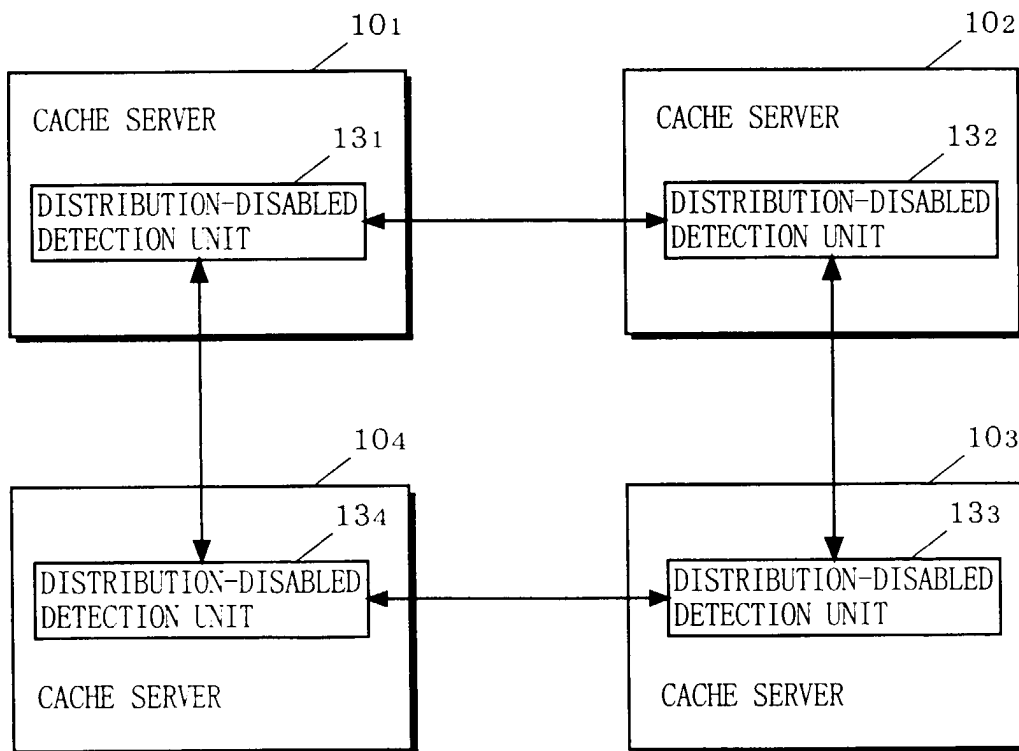 10₁
10₂
CACHE SERVER
CACHE SERVER
13₁
13₂
DISTRIBUTION-DISABLED
DETECTION UNIT
DISTRIBUTION-DISABLED
DETECTION UNIT
10₄
10₃
13₄
13₃
DISTRIBUTION-DISABLED
DETECTION UNIT
DISTRIBUTION-DISABLED
DETECTION UNIT
CACHE SERVER
CACHE SERVER